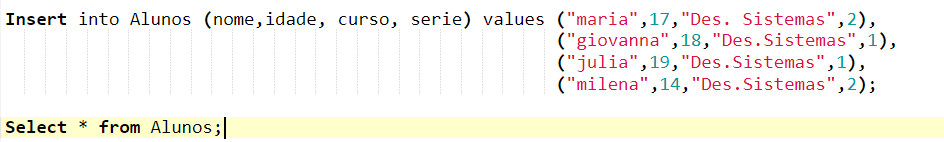 Insert into Alunos (nome,idade, curso, serie) values ("maria",17,"Des. Sistemas",2),
("giovanna",18,"Des.Sistemas",1),
("julia",19,"Des.Sistemas",1),
("milena",14,"Des.Sistemas",2);
Select * from Alunos;